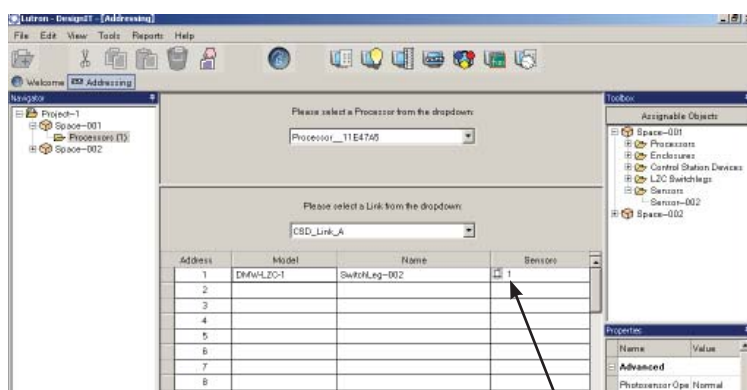 Lutron - DesignIT - [Addressing]
File Edit View Tools Reports Help
Welcome Addressing
Navigator
Project-1
Space-001
Processors (1)
Space-002
Please select a Processor from the dropdown:
Processor__11E47A6
Please select a Link from the dropdown:
CSD_Link_A
Address Model Name Sensors
1 DMW-LZC-1 SwitchLeg-002 1
2
3
4
5
6
7
8
Toolbox
Assignable Objects
Space-001
Processors
Enclosures
Control Station Devices
LZC Switchlegs
Sensors
Sensor-002
Space-002
Properties
Name Value
Advanced
Photosensor Ope Normal